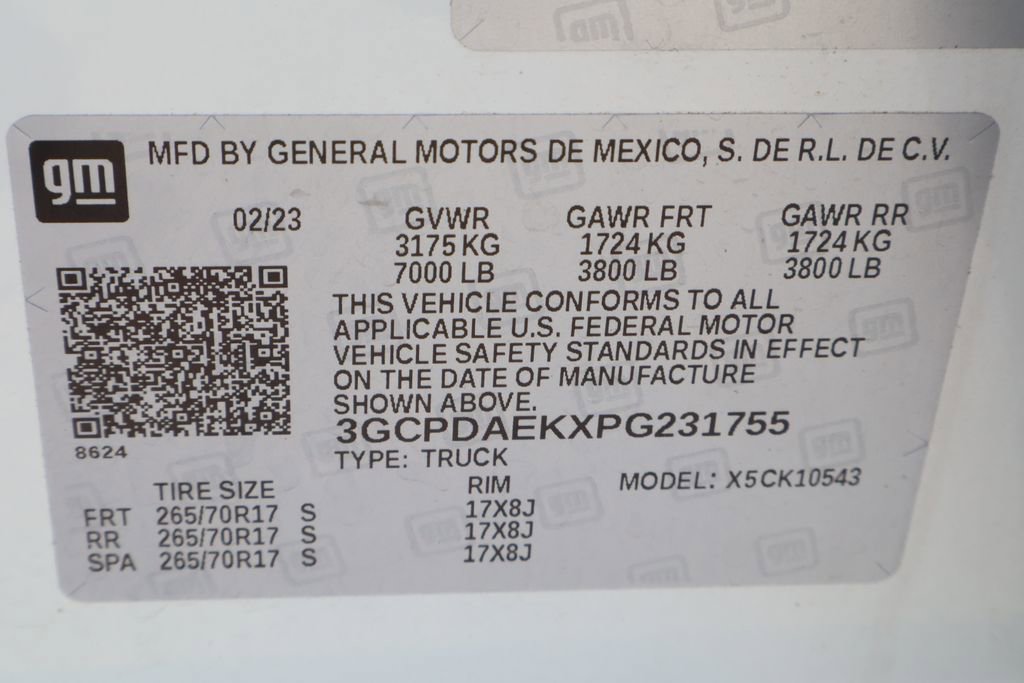 gm
gm MFD BY GENERAL MOTORS DE MEXICO, S. DE R.L. DE C.V.
02/23 GVWR GAWR FRT GAWR RR
3175 KG 1724 KG 1724 KG
7000 LB 3800 LB 3800 LB
THIS VEHICLE CONFORMS TO ALL
APPLICABLE U.S. FEDERAL MOTOR
VEHICLE SAFETY STANDARDS IN EFFECT
ON THE DATE OF MANUFACTURE
SHOWN ABOVE.
3GCPDAEKXPG231755
8624
TYPE: TRUCK
TIRE SIZE RIM MODEL: X5CK10543
FRT 265/70R17 S 17X8J
RR 265/70R17 S 17X8J
SPA 265/70R17 S 17X8J